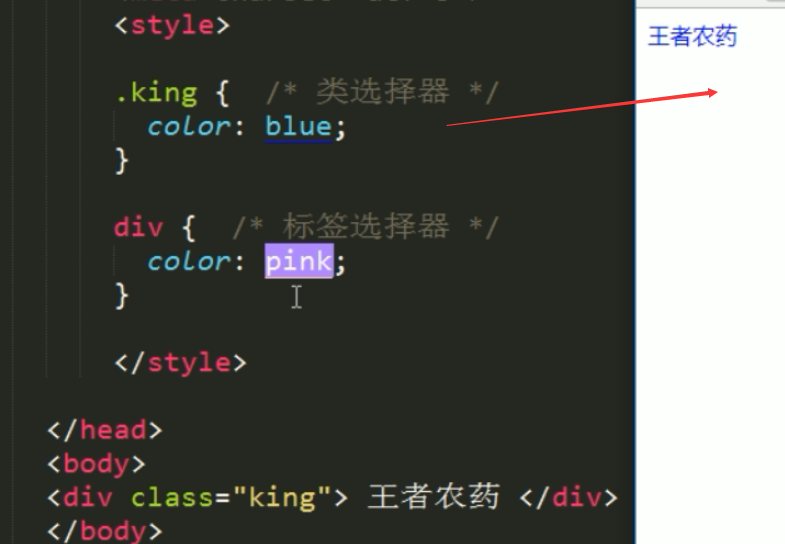 <style>
王者农药
.king { /* 类选择器 */
color: blue;
}
div { /* 标签选择器 */
color: pink;
}
</style>
</head>
<body>
<div class="king"> 王者农药 </div>
</body>